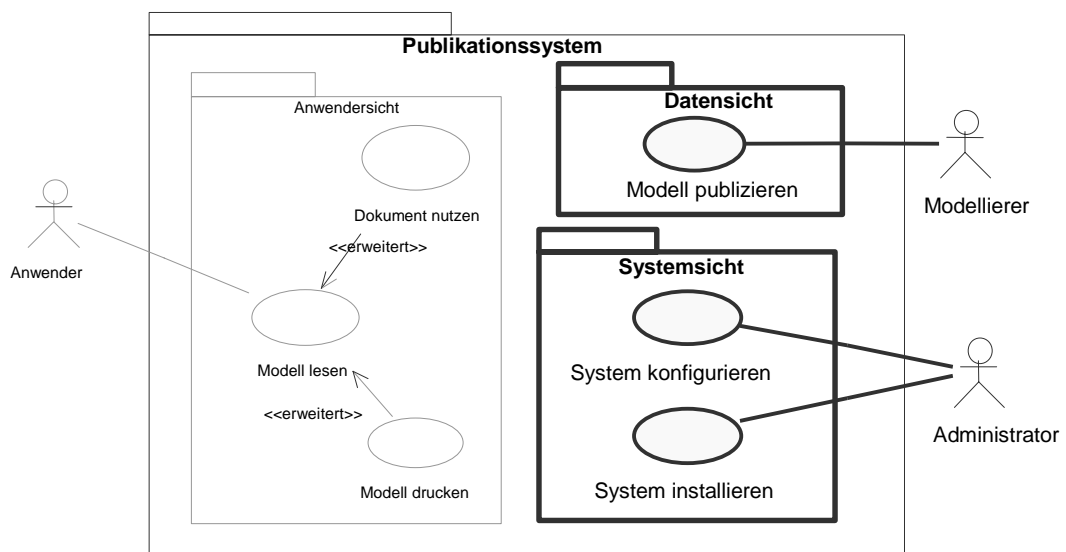 Publikationssystem
Anwendersicht
Dokument nutzen
<<erweitert>>
Anwender
Modell lesen
<<erweitert>>
Modell drucken
Datensicht
Modell publizieren
Modellierer
Systemsicht
System konfigurieren
System installieren
Administrator